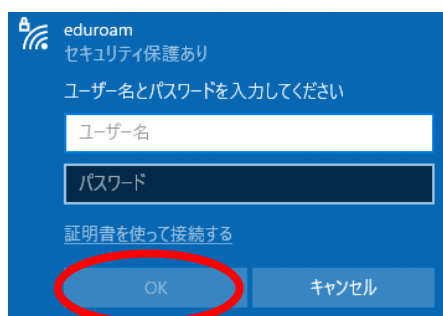 eduroam
セキュリティ保護あり
ユーザー名とパスワードを入力してください
ユーザー名
パスワード
証明書を使って接続する
OK
キャンセル